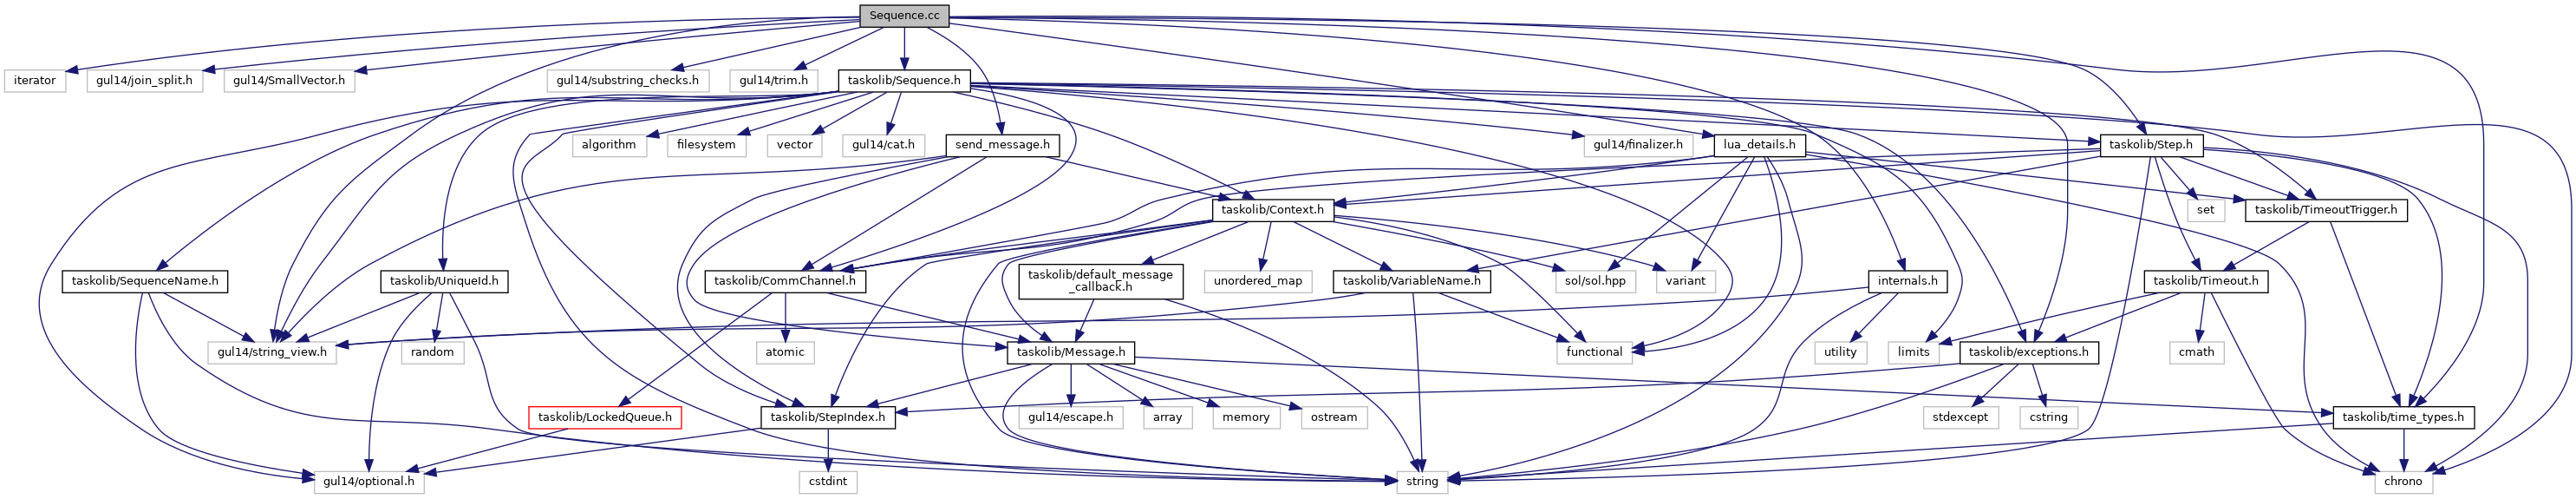 Sequence.cc
iterator
gul14/join_split.h
gul14/SmallVector.h
gul14/substring_checks.h
gul14/trim.h
taskolib/Sequence.h
algorithm
filesystem
vector
gul14/cat.h
send_message.h
gul14/finalizer.h
lua_details.h
taskolib/Step.h
taskolib/Context.h
set
taskolib/TimeoutTrigger.h
taskolib/SequenceName.h
taskolib/UniqueId.h
taskolib/CommChannel.h
taskolib/default_message
_callback.h
unordered_map
taskolib/VariableName.h
sol/sol.hpp
variant
internals.h
taskolib/Timeout.h
gul14/string_view.h
random
atomic
taskolib/Message.h
functional
utility
limits
taskolib/exceptions.h
cmath
taskolib/LockedQueue.h
taskolib/StepIndex.h
gul14/escape.h
array
memory
ostream
stdexcept
cstring
taskolib/time_types.h
gul14/optional.h
cstdint
string
chrono